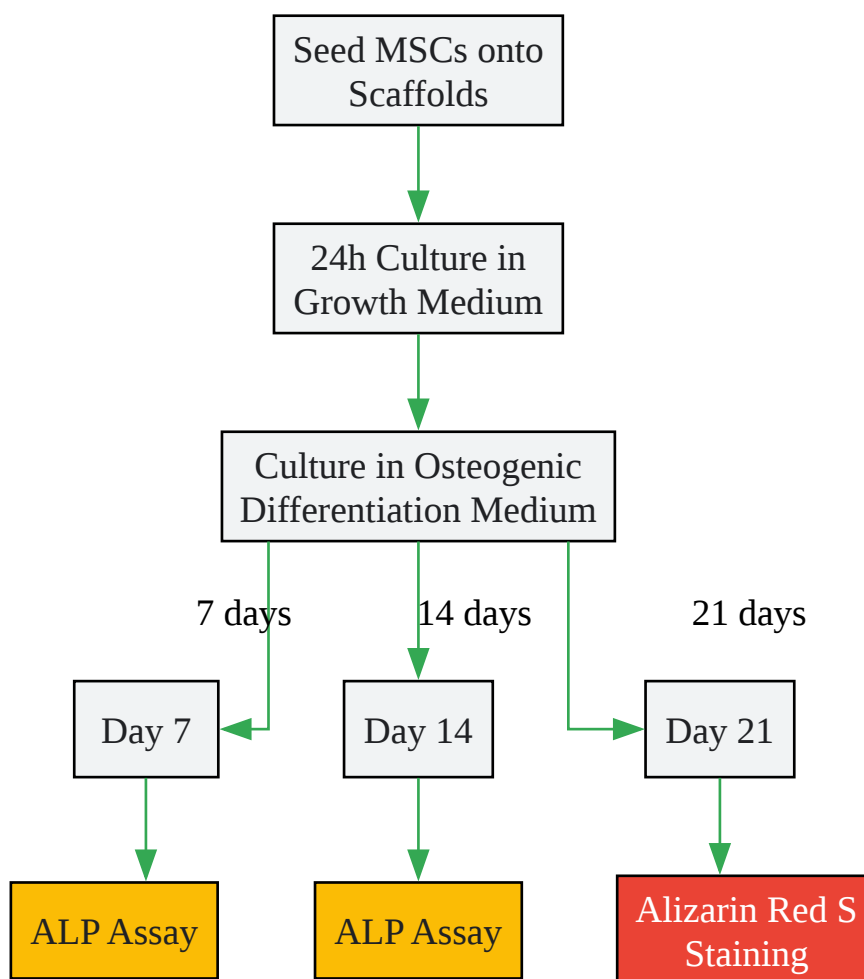 Seed MSCs onto
Scaffolds
24h Culture in
Growth Medium
Culture in Osteogenic
Differentiation Medium
7 days
14 days
21 days
Day 7
Day 14
Day 21
ALP Assay
ALP Assay
Alizarin Red S
Staining